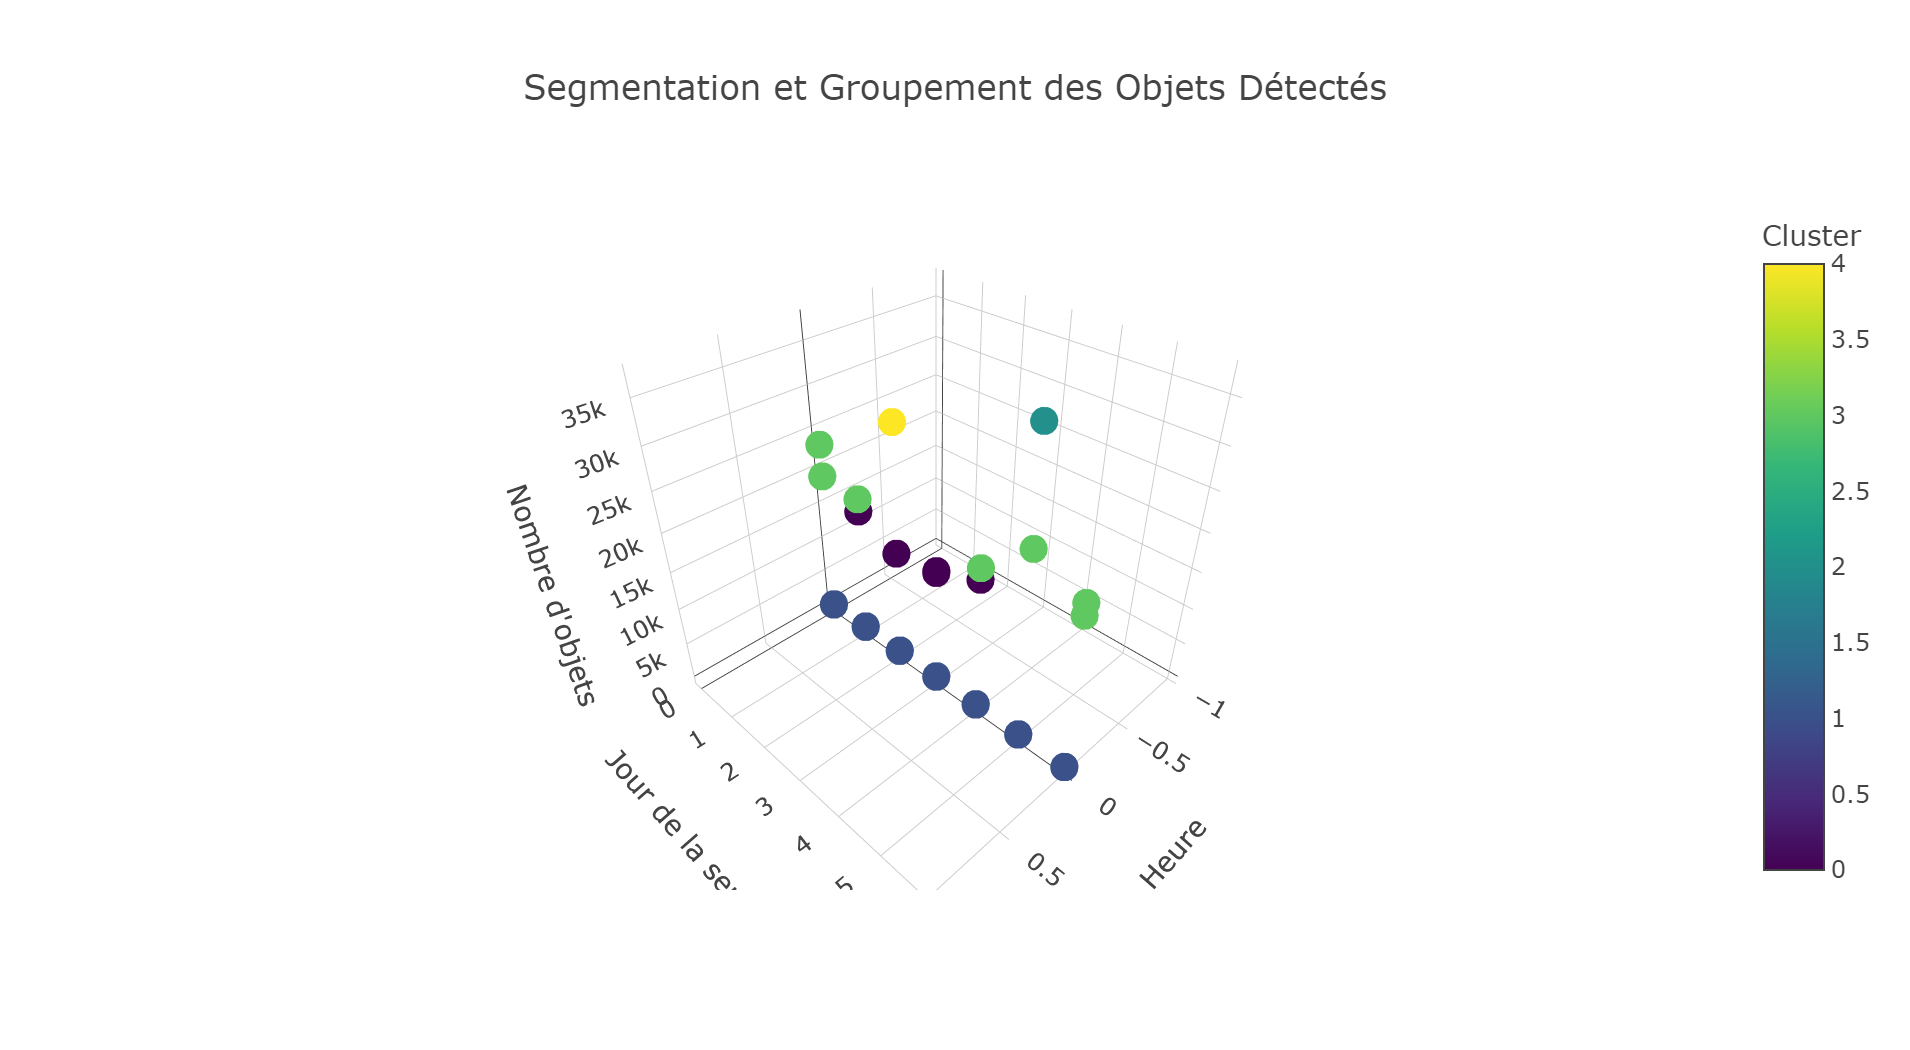 Segmentation et Groupement des Objets Détectés
Cluster
4
3.5
3
2.5
2
1.5
1
0.5
0
35k
30k
25k
20k
15k
10k
5k
0
Nombre d'objets
0
1
2
3
4
5
Jour de la
−1
−0.5
0
0.5
Heure